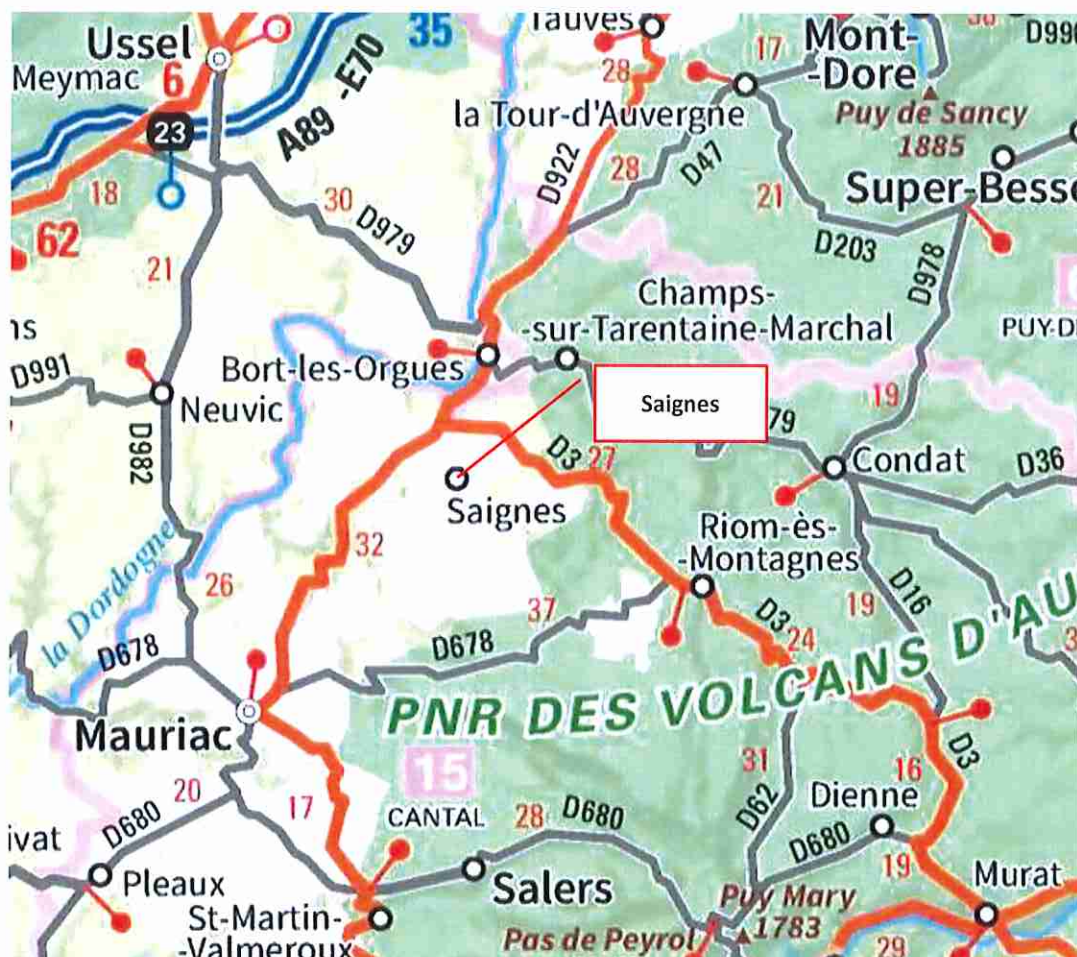 Tauves
35
Ussel
Meymac
6
A89 -E70
23
18
62
30
D979
21
28
17
Mont-
-Dore
la Tour-d'Auvergne
Puy de Sancy
1885
D922
28
D47
21
Super-Besse
D203
D978
Champs-
-sur-Tarentaine-Marchal
D991
Bort-les-Orgues
Neuvic
Saignes
79
19
D982
D3
27
Condat
D36
Saignes
32
Riom-ès-
-Montagnes
la Dordogne
26
37
D3
19
D16
D678
D678
24
PNR DES VOLCANS D'AU
Mauriac
15
31
D3
16
20
17
CANTAL
28
D680
D62
Dienne
D680
D680
19
Pleaux
Salers
Murat
St-Martin-
-Valmeroux
Puy Mary
1783
Pas de Peyrol
29